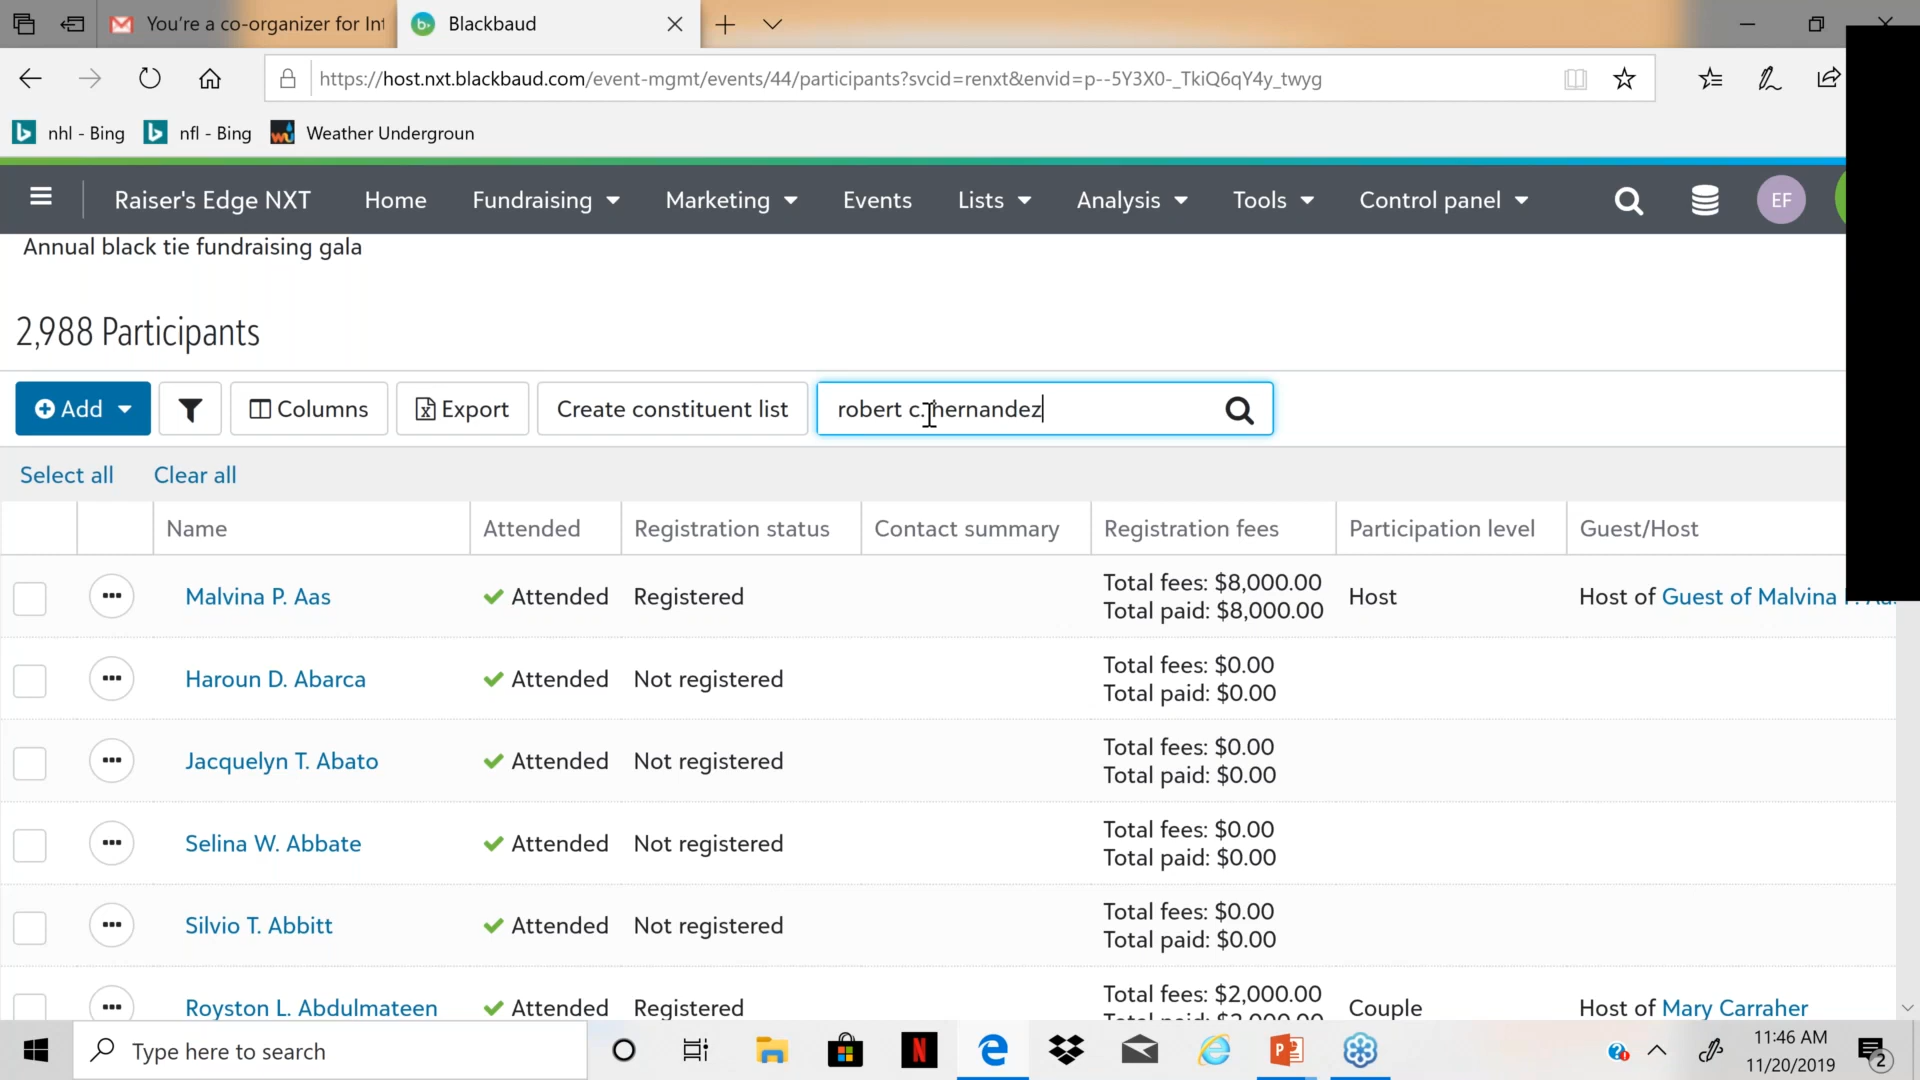 You're a co-organizer for Int
Blackbaud
https://host.nxt.blackbaud.com/event-mgmt/events/44/participants?svcid=renxt&envid=p--5Y3X0-_TkiQ6qY4y_twyg
nhl - Bing
nfl - Bing
Weather Undergroun
Raiser's Edge NXT
Home
Fundraising
Marketing
Events
Lists
Analysis
Tools
Control panel
EF
Annual black tie fundraising gala
2,988 Participants
Add
Columns
Export
Create constituent list
robert c. hernandez
Select all
Clear all
Name
Attended
Registration status
Contact summary
Registration fees
Participation level
Guest/Host
Malvina P. Aas
Attended
Registered
Total fees: $8,000.00
Total paid: $8,000.00
Host
Host of Guest of Malvina P. Aas
Haroun D. Abarca
Attended
Not registered
Total fees: $0.00
Total paid: $0.00
Jacquelyn T. Abato
Attended
Not registered
Total fees: $0.00
Total paid: $0.00
Selina W. Abbate
Attended
Not registered
Total fees: $0.00
Total paid: $0.00
Silvio T. Abbitt
Attended
Not registered
Total fees: $0.00
Total paid: $0.00
Royston L. Abdulmateen
Attended
Registered
Total fees: $2,000.00
Total paid: $2,000.00
Couple
Host of Mary Carraher
Type here to search
11:46 AM
11/20/2019
2